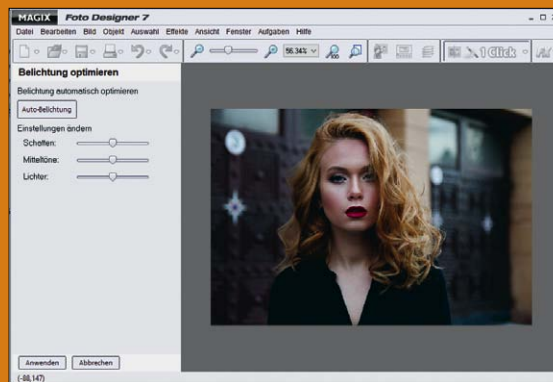 MAGIX Foto Designer 7
Datei Bearbeiten Bild Objekt Auswahl Effekte Ansicht Fenster Aufgaben Hilfe
56.34% 1 Click
Belichtung optimieren
Belichtung automatisch optimieren
Auto-Belichtung
Einstellungen ändern
Schatten:
Mitteltöne:
Lichter:
Anwenden Abbrechen
(-88,147)